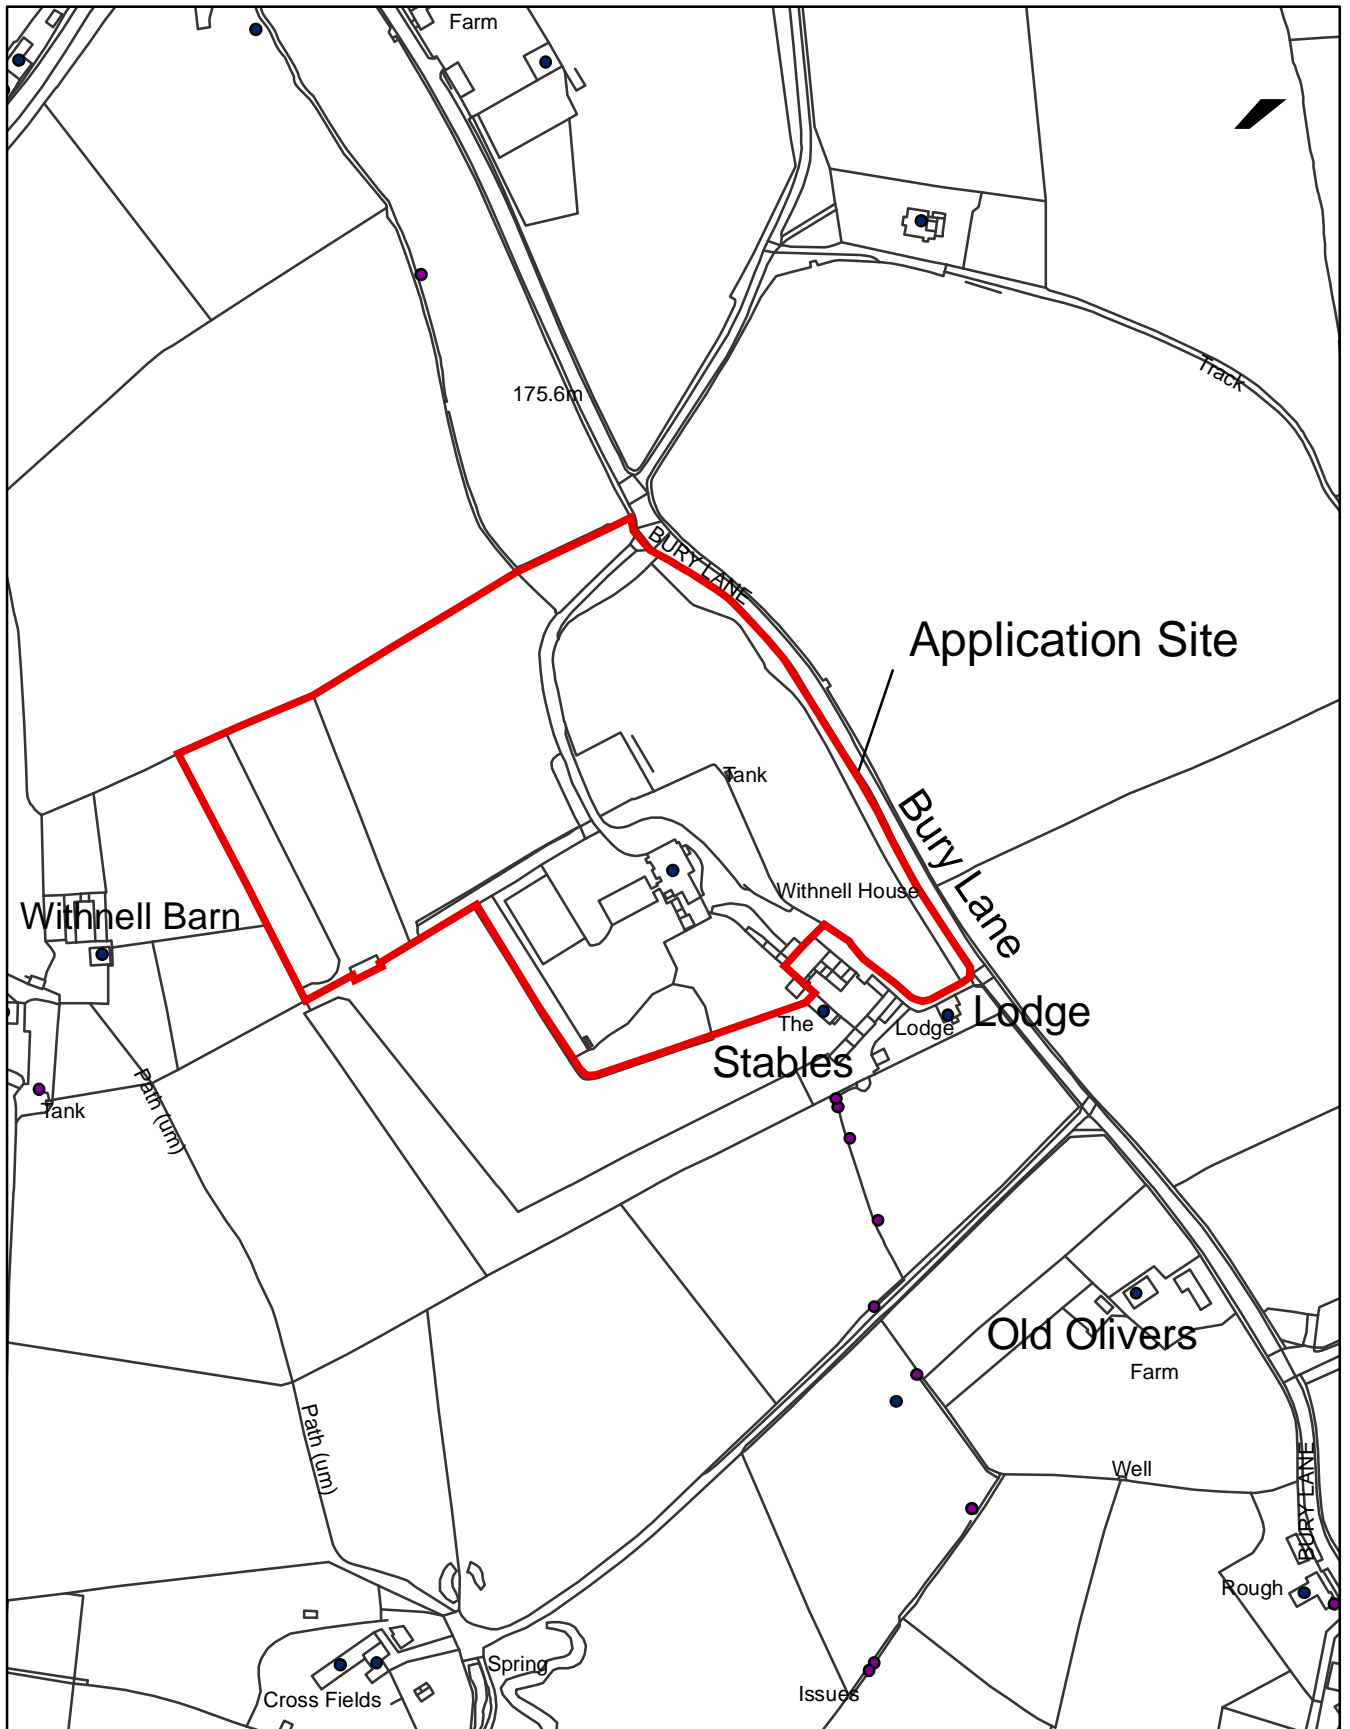 Farm
Track
175.6m
BURY LANE
Application Site
Tank
Bury Lane
Withnell House
Withnell Barn
The
Lodge
Lodge
Stables
Path (um)
Tank
Old Olivers
Farm
Path (um)
Well
BURY LANE
Rough
Spring
Issues
Cross Fields